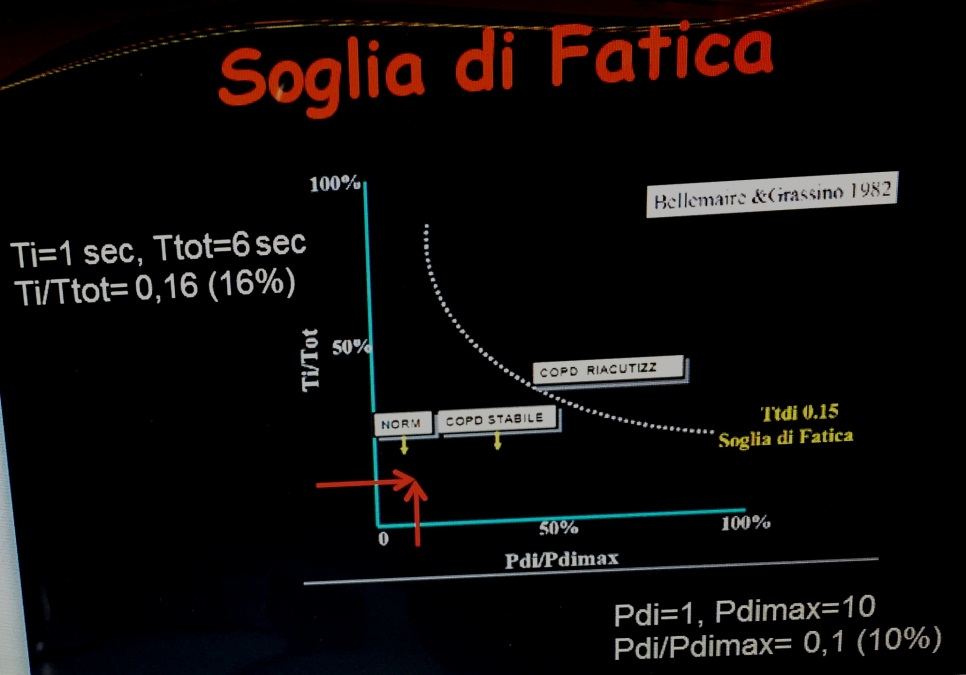 Soglia di Fatica
Bellemaire &Grassino 1982
Ti=1 sec, Ttot=6 sec
Ti/Ttot= 0,16 (16%)
100%
Ti/Tot
50%
COPD RIACUTIZZ
NORM
COPD STABILE
Ttdi 0.15
Soglia di Fatica
0
50%
100%
Pdi/Pdimax
Pdi=1, Pdimax=10
Pdi/Pdimax= 0,1 (10%)